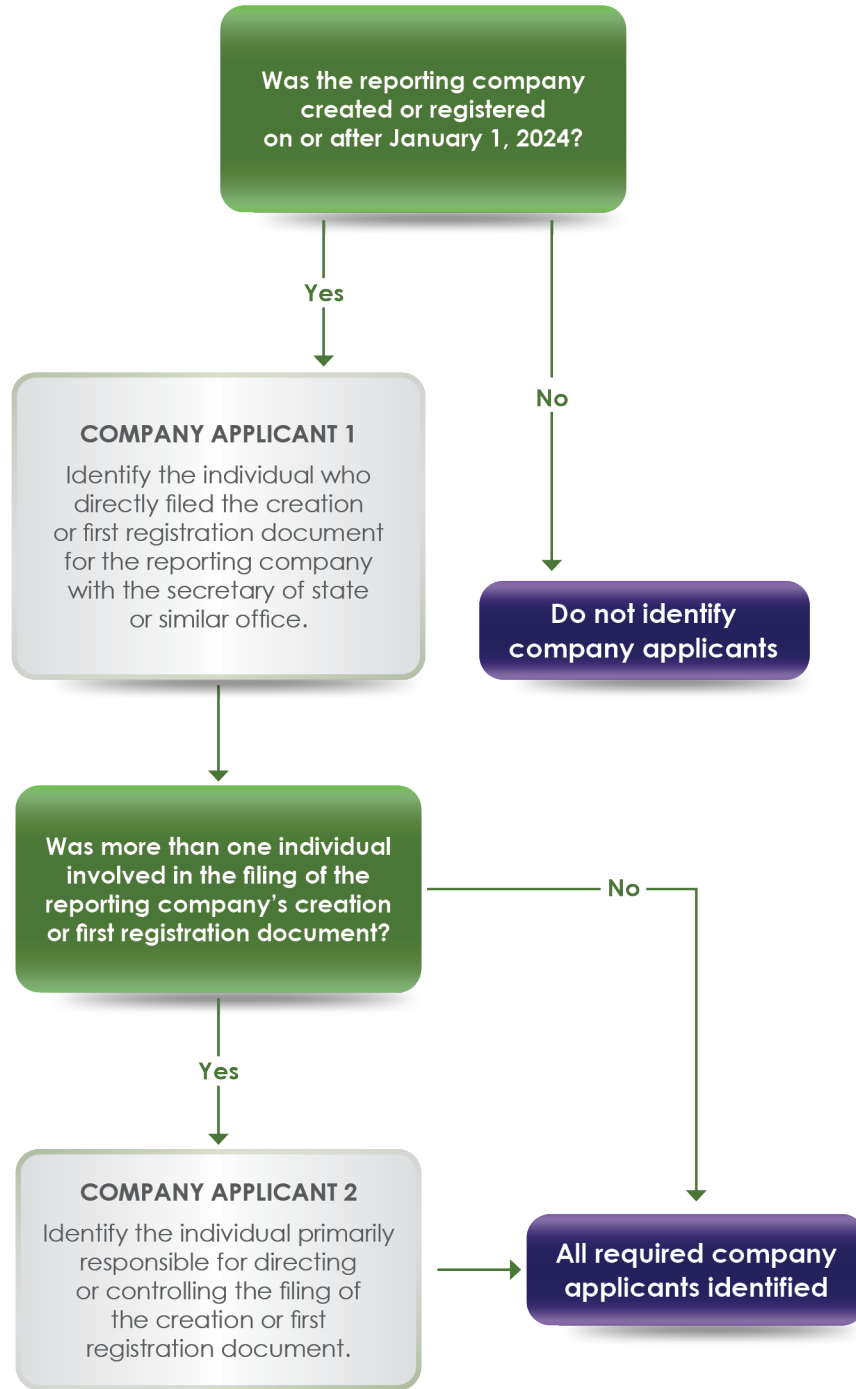 Was the reporting company
created or registered
on or after January 1, 2024?
Yes
No
COMPANY APPLICANT 1
Identify the individual who
directly filed the creation
or first registration document
for the reporting company
with the secretary of state
or similar office.
Do not identify
company applicants
Was more than one individual
involved in the filing of the
reporting company’s creation
or first registration document?
No
Yes
COMPANY APPLICANT 2
Identify the individual primarily
responsible for directing
or controlling the filing of
the creation or first
registration document.
All required company
applicants identified